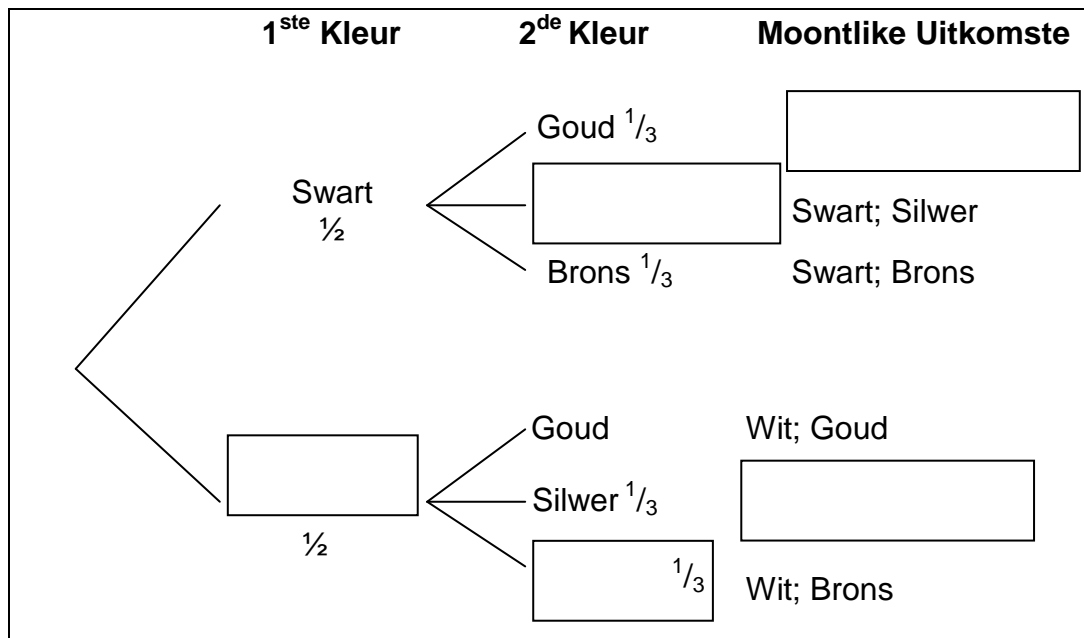 1ste Kleur 2de Kleur Moontlike Uitkomste
Goud 1/3
Swart
½
Swart; Silwer
Brons 1/3 Swart; Brons
Goud Wit; Goud
Silwer 1/3
½
1/3
Wit; Brons